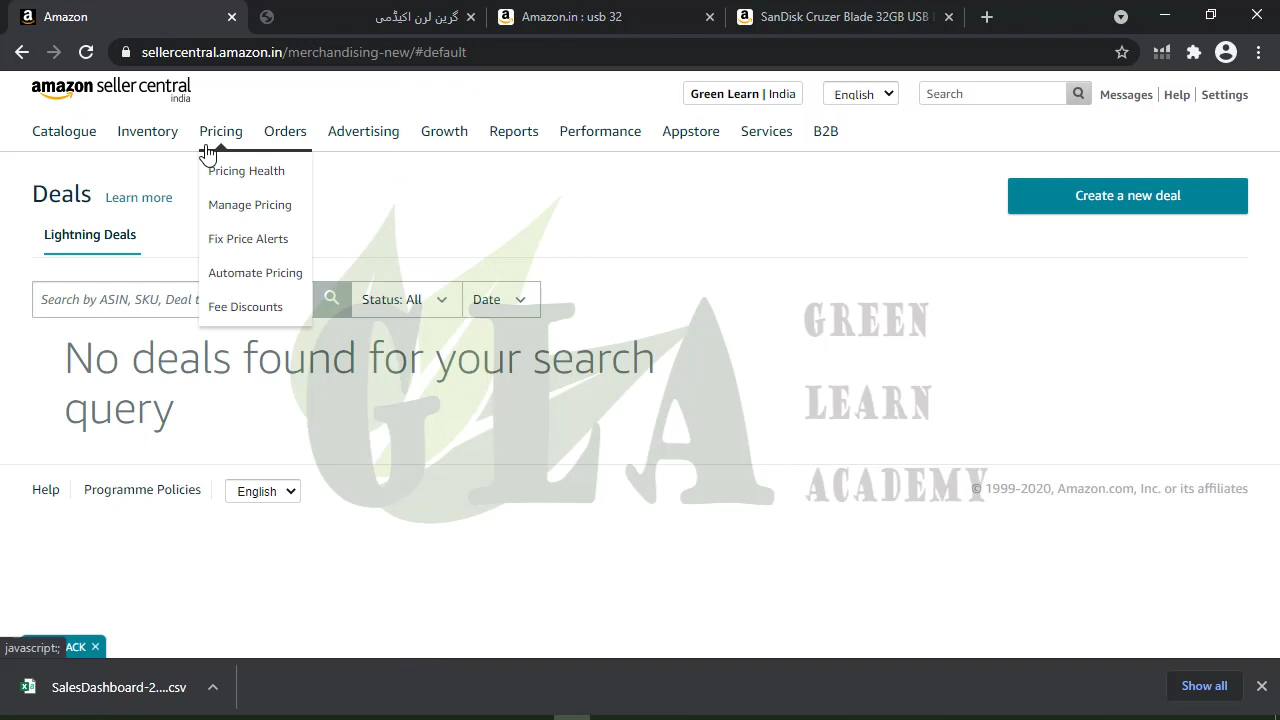 Amazon
گرین لرن اکیڈمی
Amazon.in : usb 32
SanDisk Cruzer Blade 32GB USB
sellercentral.amazon.in/merchandising-new/#default
amazon seller central
india
Green Learn | India
English
Search
Messages
Help
Settings
Catalogue
Inventory
Pricing
Orders
Advertising
Growth
Reports
Performance
Appstore
Services
B2B
Pricing Health
Manage Pricing
Fix Price Alerts
Automate Pricing
Fee Discounts
Deals
Learn more
Create a new deal
Lightning Deals
Search by ASIN, SKU, Deal t
Status: All
Date
No deals found for your search
query
GLA
GREEN
LEARN
ACADEMY
Help
Programme Policies
English
© 1999-2020, Amazon.com, Inc. or its affiliates
javascript:;
ACK
SalesDashboard-2....csv
Show all